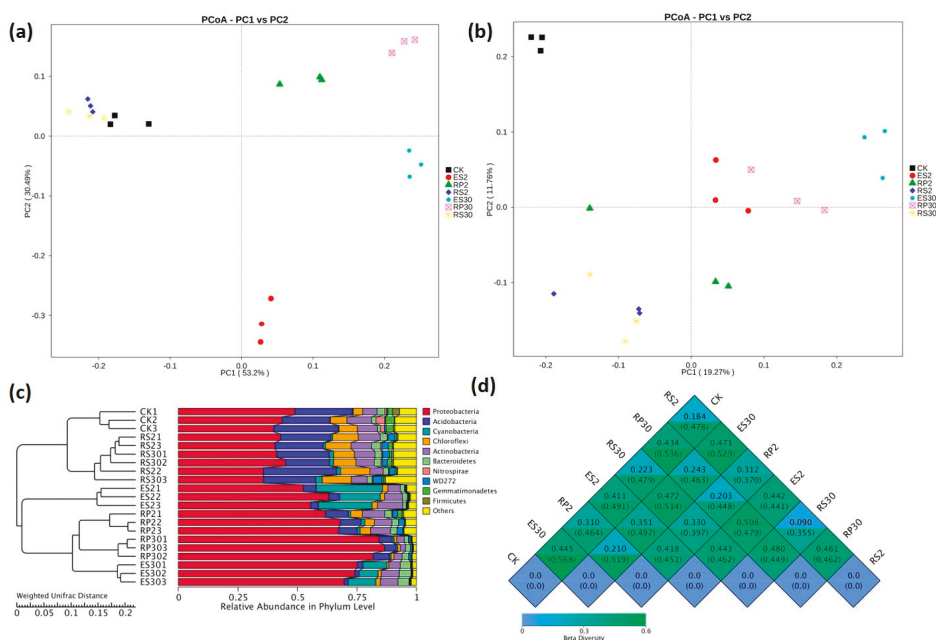 (a)
PCoA - PC1 vs PC2
PC2 ( 30.49% )
0.1
0.0
-0.1
-0.2
-0.3
-0.2
-0.1
0.0
0.1
0.2
PC1 ( 53.2% )
CK
ES2
RP2
RS2
ES30
RP30
RS30
(b)
PCoA - PC1 vs PC2
PC2 ( 11.76% )
0.2
0.1
0.0
-0.1
-0.2
-0.1
0.0
0.1
0.2
PC1 ( 19.27% )
CK
ES2
RP2
RS2
ES30
RP30
RS30
(c)
CK1
CK2
CK3
RS21
RS23
RS301
RS302
RS22
RS303
ES21
ES22
ES23
RP21
RP22
RP23
RP301
RP303
RP302
ES301
ES302
ES303
Weighted Unifrac Distance
0 0.05 0.1 0.15 0.2
0 0.25 0.5 0.75 1
Relative Abundance in Phylum Level
Proteobacteria
Acidobacteria
Cyanobacteria
Chloroflexi
Actinobacteria
Bacteroidetes
Nitrospirae
WD272
Gemmatimonadetes
Firmicutes
Others
(d)
RS2
RP30
RS30
ES2
RP2
ES30
CK
CK
ES30
RP2
ES2
RS30
RP30
RS2
0.184
(0.478)
0.434 0.471
(0.536) (0.529)
0.223 0.243 0.312
(0.479) (0.463) (0.370)
0.411 0.472 0.203 0.442
(0.491) (0.514) (0.448) (0.441)
0.310 0.351 0.330 0.508 0.090
(0.464) (0.497) (0.397) (0.479) (0.355)
0.445 0.210 0.418 0.443 0.480 0.461
(0.568) (0.519) (0.451) (0.462) (0.449) (0.462)
0.0 0.0 0.0 0.0 0.0 0.0 0.0
(0.0) (0.0) (0.0) (0.0) (0.0) (0.0) (0.0)
0 0.3 0.6
Beta Diversity